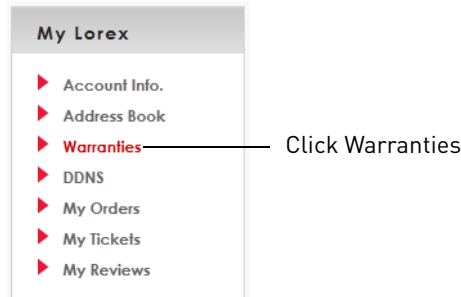 My Lorex
Account Info.
Address Book
Warranties
Click Warranties
DDNS
My Orders
My Tickets
My Reviews